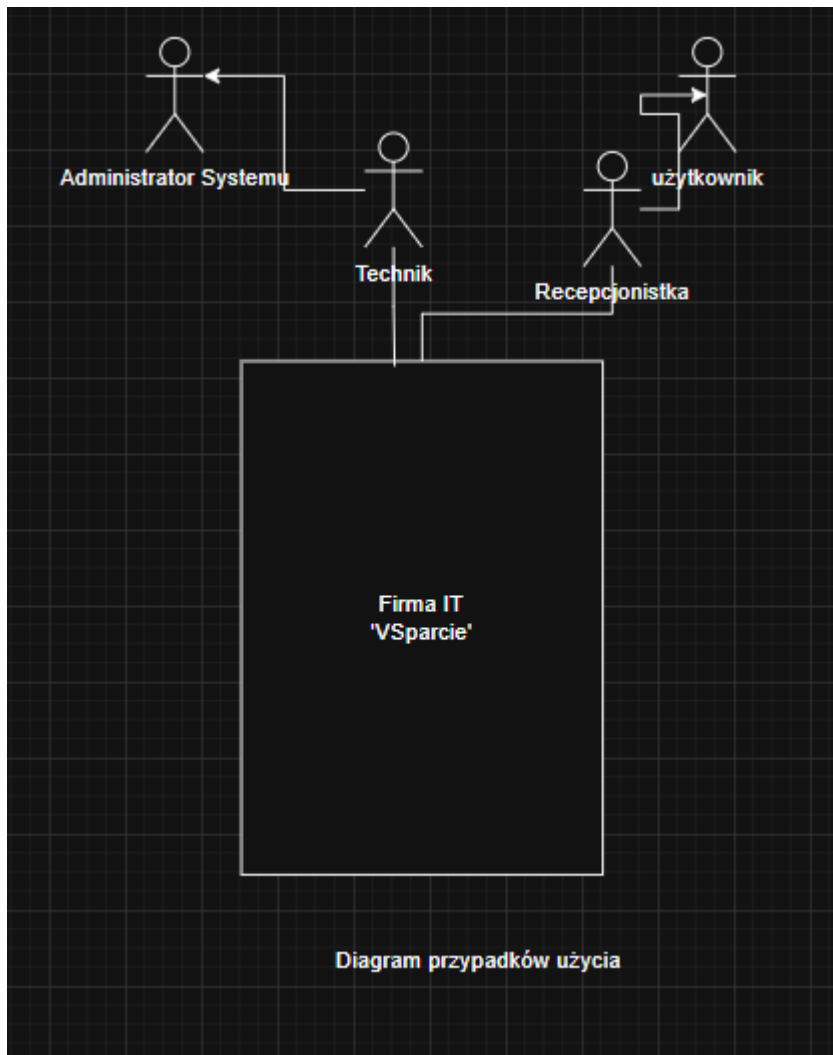 Administrator Systemu
użytkownik
Technik
Recepcjonistka
Firma IT
'VSparcie'
Diagram przypadków użycia